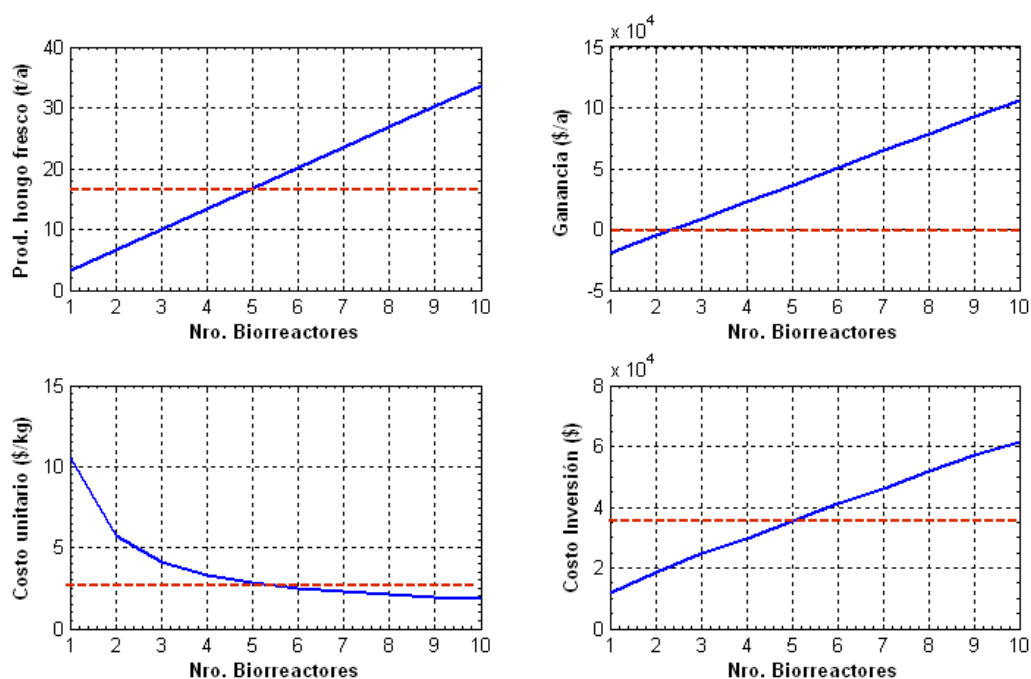 Prod. hongo fresco (t/a)
40
30
20
10
0
1 2 3 4 5 6 7 8 9 10
Nro. Biorreactores
x 10^4
Ganancia ($/a)
15
10
5
0
-5
1 2 3 4 5 6 7 8 9 10
Nro. Biorreactores
Costo unitario ($/kg)
15
10
5
0
1 2 3 4 5 6 7 8 9 10
Nro. Biorreactores
x 10^4
Costo Inversión ($)
8
6
4
2
0
1 2 3 4 5 6 7 8 9 10
Nro. Biorreactores